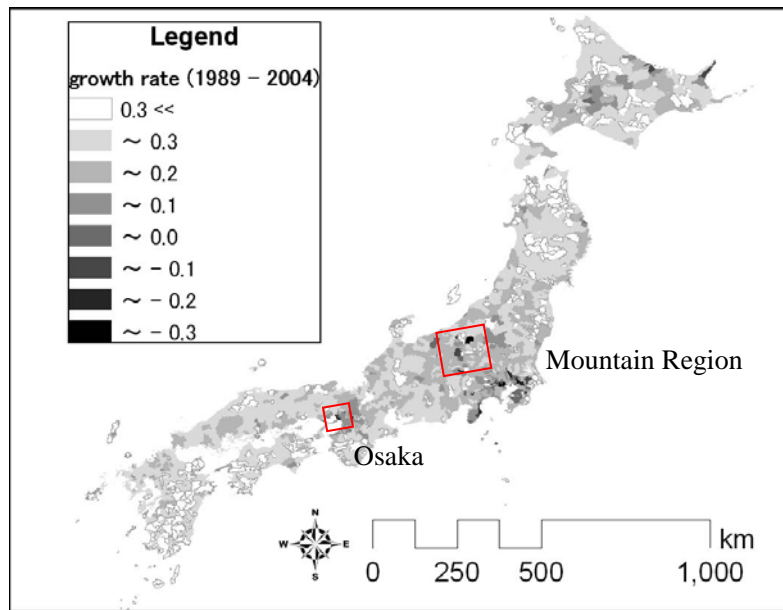 Legend
growth rate (1989 - 2004)
0.3 <<
~ 0.3
~ 0.2
~ 0.1
~ 0.0
~ - 0.1
~ - 0.2
~ - 0.3
Mountain Region
Osaka
N
W E
S
km
0 250 500 1,000